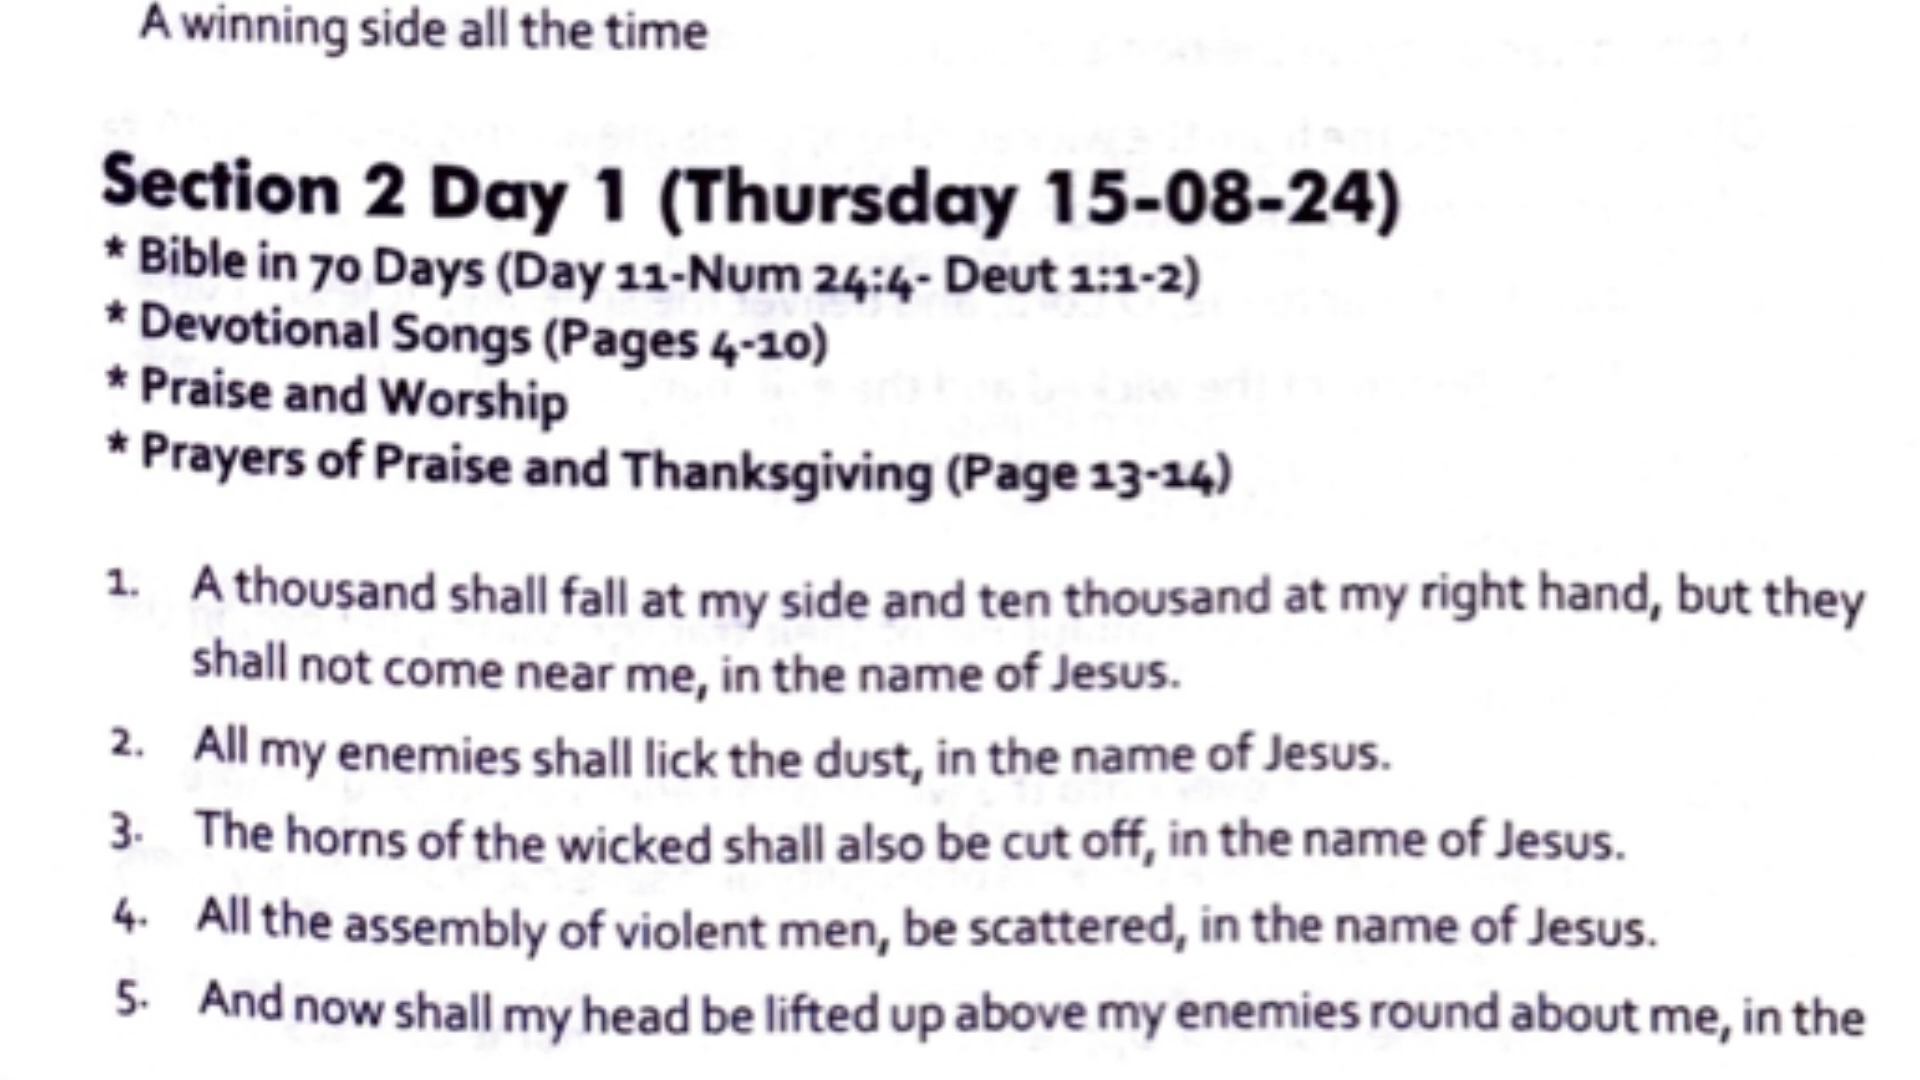 A winning side all the time
Section 2 Day 1 (Thursday 15-08-24)
* Bible in 70 Days (Day 11-Num 24:4- Deut 1:1-2)
* Devotional Songs (Pages 4-10)
* Praise and Worship
* Prayers of Praise and Thanksgiving (Page 13-14)
1. A thousand shall fall at my side and ten thousand at my right hand, but they
shall not come near me, in the name of Jesus.
2. All my enemies shall lick the dust, in the name of Jesus.
3. The horns of the wicked shall also be cut off, in the name of Jesus.
4. All the assembly of violent men, be scattered, in the name of Jesus.
5. And now shall my head be lifted up above my enemies round about me, in the